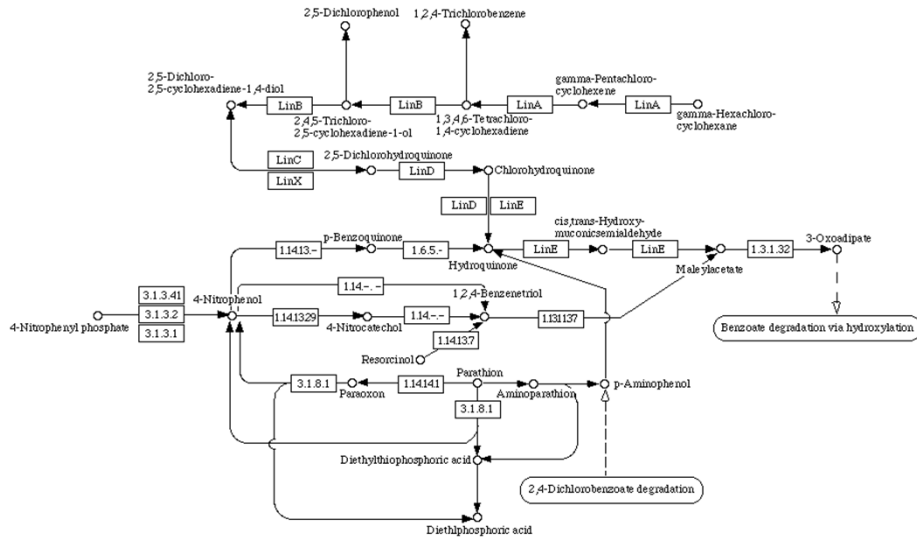 2,5-Dichlorophenol
1,2,4-Trichlorobenzene
2,5-Dichloro-
2,5-cyclohexadiene-1,4-diol
gamma-Pentachloro-
cyclohexene
LinB
LinB
LinA
LinA
2,4,5-Trichloro-
2,5-cyclohexadiene-1-ol
1,3,4,6-Tetrachloro-
1,4-cyclohexadiene
gamma-Hexachloro-
cyclohexane
LinC
LinX
2,5-Dichlorohydroquinone
LinD
Chlorohydroquinone
LinD
LinE
cis,trans-Hydroxy-
muconicsemialdehyde
p-Benzoquinone
3-Oxoadipate
1.14.13.-
1.6.5.-
LinE
LinE
1.3.1.32
Hydroquinone
Maleylacetate
3.1.3.41
3.1.3.2
3.1.3.1
4-Nitrophenol
1.14.-.-
1,2,4-Benzenetriol
4-Nitrophenyl phosphate
1.14.13.29
4-Nitrocatechol
1.14.-.-
1.13.11.37
Benzoate degradation via hydroxylation
1.14.13.7
Resorcinol
3.1.8.1
Paraoxon
1.14.14.1
Parathion
Aminoparathion
p-Aminophenol
3.1.8.1
Diethylthiophosphoric acid
2,4-Dichlorobenzoate degradation
Diethlphosphoric acid